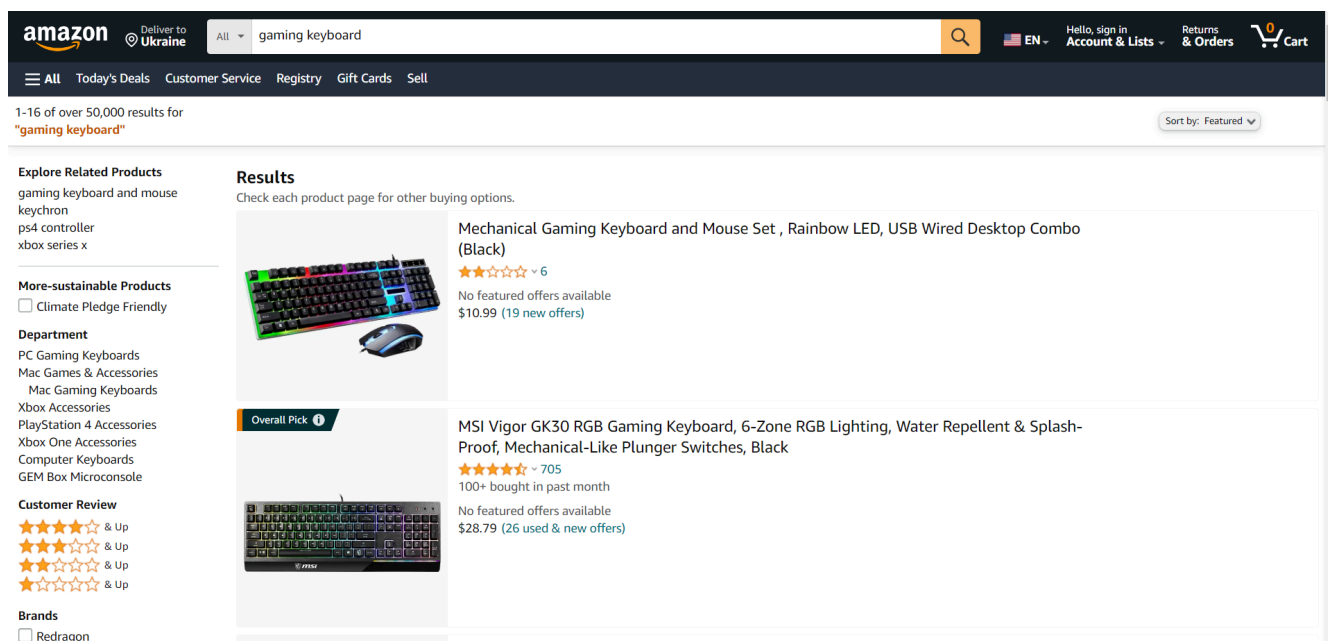 amazon
Deliver to
Ukraine
All
gaming keyboard
EN
Hello, sign in
Account & Lists
Returns
& Orders
0
Cart
All Today's Deals Customer Service Registry Gift Cards Sell
1-16 of over 50,000 results for
"gaming keyboard"
Sort by: Featured
Explore Related Products
gaming keyboard and mouse
keychron
ps4 controller
xbox series x
More-sustainable Products
Climate Pledge Friendly
Department
PC Gaming Keyboards
Mac Games & Accessories
Mac Gaming Keyboards
Xbox Accessories
PlayStation 4 Accessories
Xbox One Accessories
Computer Keyboards
GEM Box Microconsole
Customer Review
& Up
& Up
& Up
& Up
Brands
Redragon
Results
Check each product page for other buying options.
Mechanical Gaming Keyboard and Mouse Set , Rainbow LED, USB Wired Desktop Combo
(Black)
6
No featured offers available
$10.99 (19 new offers)
Overall Pick
MSI Vigor GK30 RGB Gaming Keyboard, 6-Zone RGB Lighting, Water Repellent & Splash-
Proof, Mechanical-Like Plunger Switches, Black
705
100+ bought in past month
No featured offers available
$28.79 (26 used & new offers)
msi